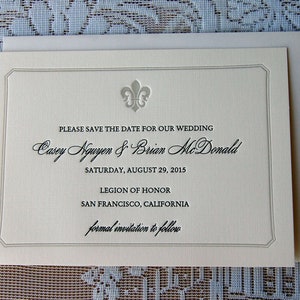 PLEASE SAVE THE DATE FOR OUR WEDDING
Casey Nguyen & Brian McDonald
SATURDAY, AUGUST 29, 2015
LEGION OF HONOR
SAN FRANCISCO, CALIFORNIA
formal invitation to follow